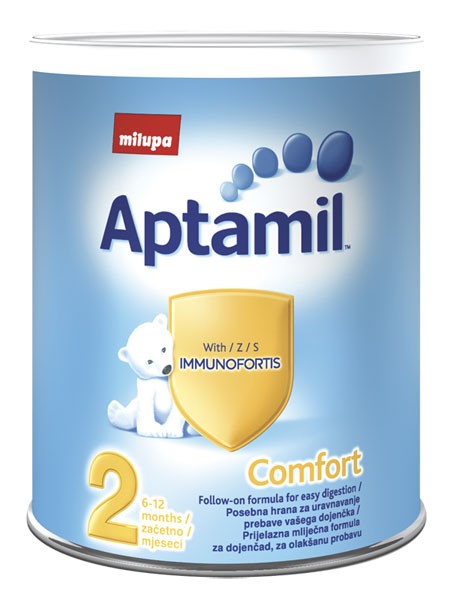 milupa
Aptamil™
With / Z / S
IMMUNOFORTIS
Comfort
2
6-12
months /
začetno /
mjeseci
Follow-on formula for easy digestion /
Posebna hrana za uravnavanje
prebave vašega dojenčka /
Prijelazna mliječna formula
za dojenčad, za olakšanu probavu